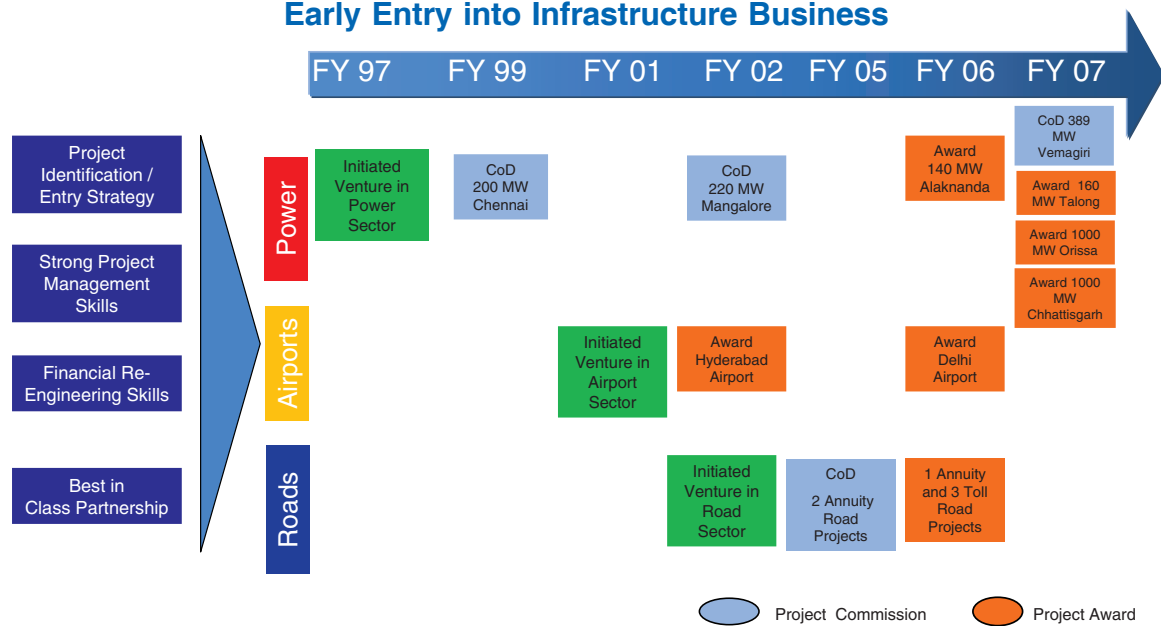 Early Entry into Infrastructure Business
FY 97
FY 99
FY 01
FY 02
FY 05
FY 06
FY 07
Project
Identification /
Entry Strategy
Strong Project
Management
Skills
Financial Re-
Engineering Skills
Best in
Class Partnership
Power
Initiated
Venture in
Power
Sector
CoD
200 MW
Chennai
CoD
220 MW
Mangalore
Award
140 MW
Alaknanda
CoD 389
MW
Vemagiri
Award 160
MW Talong
Award 1000
MW Orissa
Award 1000
MW
Chhattisgarh
Airports
Initiated
Venture in
Airport
Sector
Award
Hyderabad
Airport
Award
Delhi
Airport
Roads
Initiated
Venture in
Road
Sector
CoD
2 Annuity
Road
Projects
1 Annuity
and 3 Toll
Road
Projects
Project Commission
Project Award